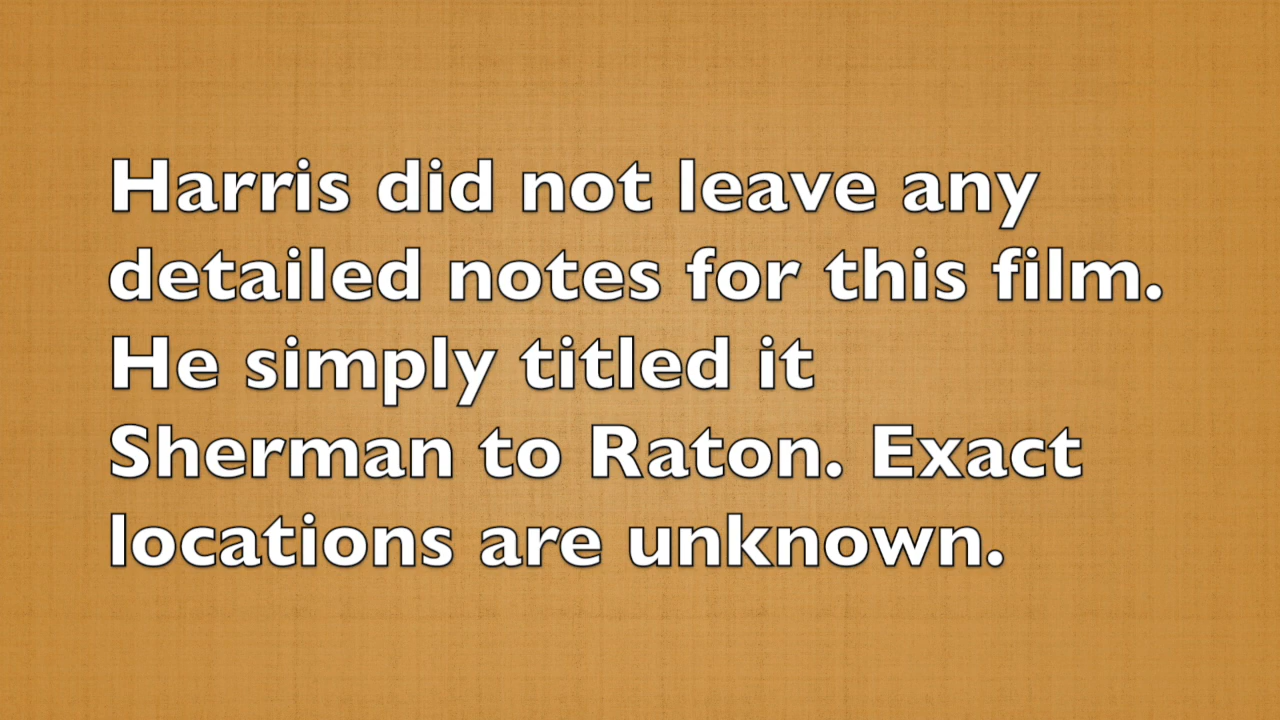 Harris did not leave any
detailed notes for this film.
He simply titled it
Sherman to Raton. Exact
locations are unknown.